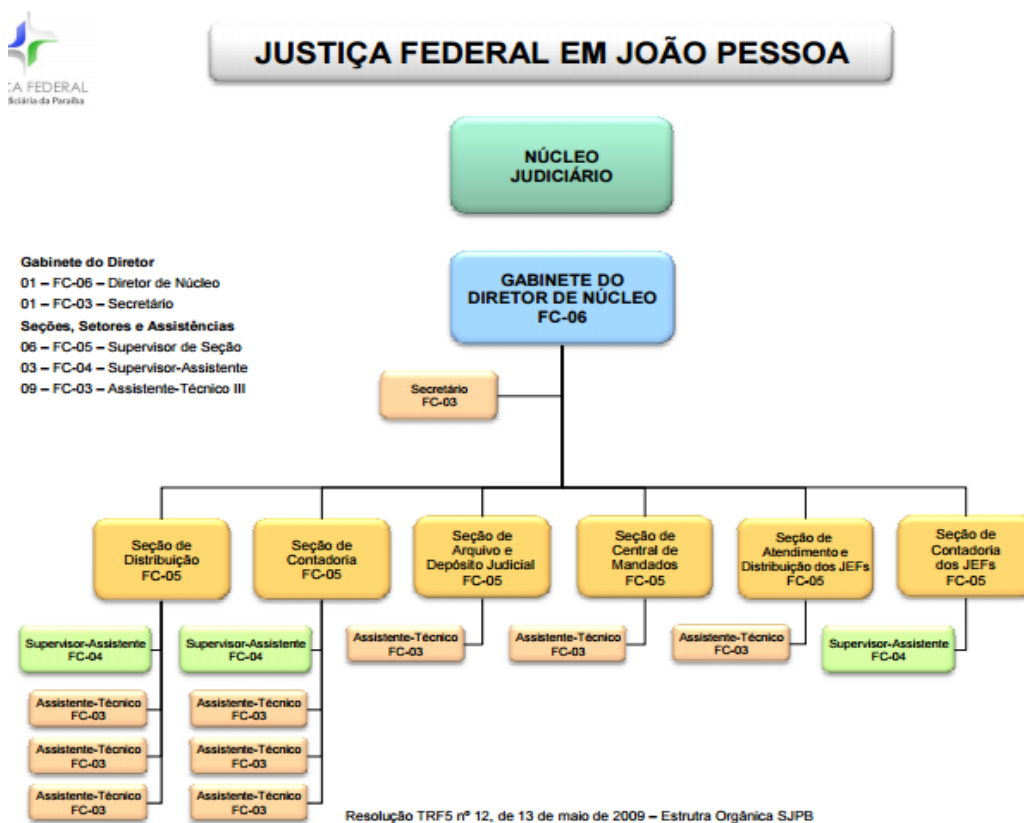 ÇA FEDERAL
diciária da Paraíba
JUSTIÇA FEDERAL EM JOÃO PESSOA
NÚCLEO
JUDICIÁRIO
Gabinete do Diretor
01 – FC-06 – Diretor de Núcleo
01 – FC-03 – Secretário
Seções, Setores e Assistências
06 – FC-05 – Supervisor de Seção
03 – FC-04 – Supervisor-Assistente
09 – FC-03 – Assistente-Técnico III
GABINETE DO
DIRETOR DE NÚCLEO
FC-06
Secretário
FC-03
Seção de
Distribuição
FC-05
Seção de
Contadoria
FC-05
Seção de
Arquivo e
Depósito Judicial
FC-05
Seção de
Central de
Mandados
FC-05
Seção de
Atendimento e
Distribuição dos JEFs
FC-05
Seção de
Contadoria
dos JEFs
FC-05
Supervisor-Assistente
FC-04
Supervisor-Assistente
FC-04
Assistente-Técnico
FC-03
Assistente-Técnico
FC-03
Assistente-Técnico
FC-03
Supervisor-Assistente
FC-04
Assistente-Técnico
FC-03
Assistente-Técnico
FC-03
Assistente-Técnico
FC-03
Assistente-Técnico
FC-03
Assistente-Técnico
FC-03
Assistente-Técnico
FC-03
Resolução TRF5 nº 12, de 13 de maio de 2009 – Estrutra Orgânica SJPB